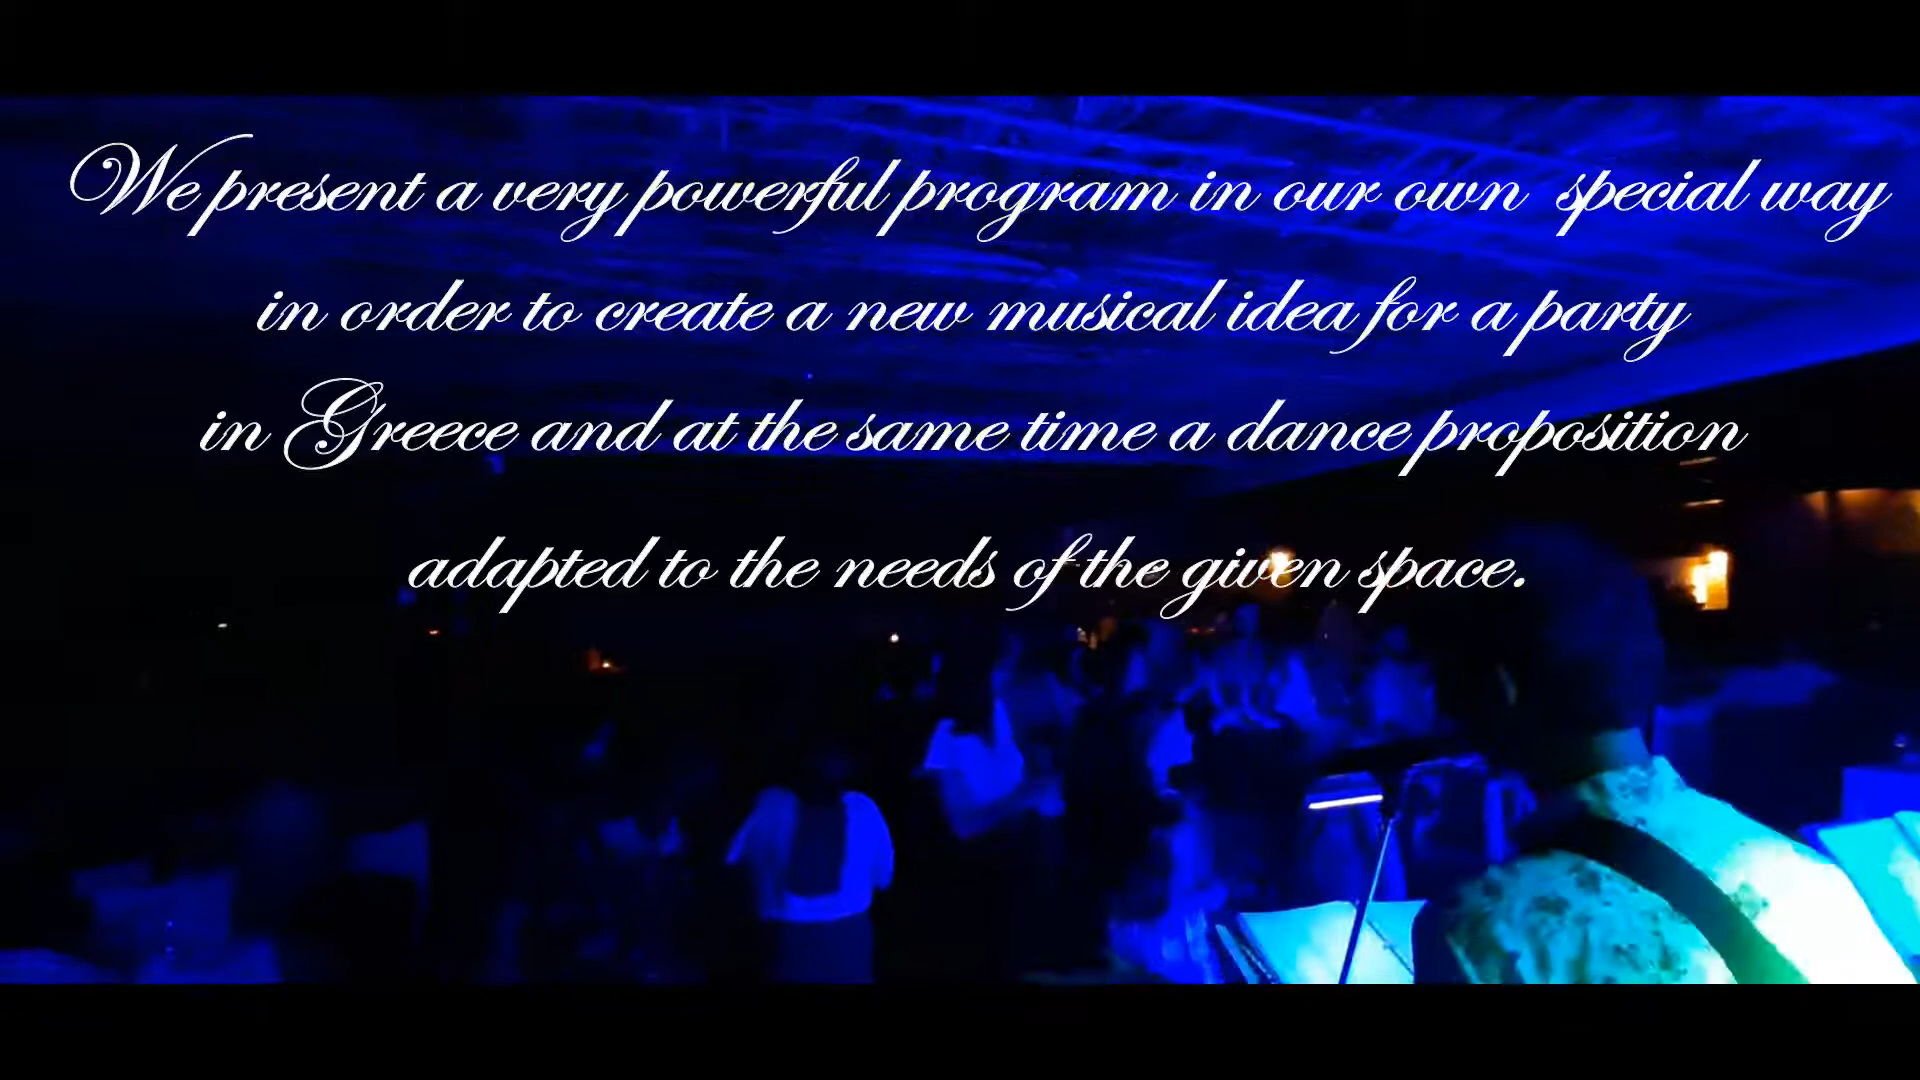 We present a very powerful program in our own special way
in order to create a new musical idea for a party
in Greece and at the same time a dance proposition
adapted to the needs of the given space.